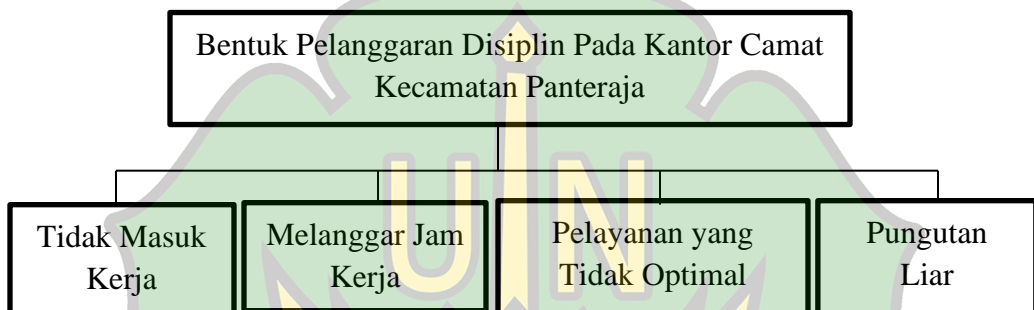 Bentuk Pelanggaran Disiplin Pada Kantor Camat
Kecamatan Panteraja
Tidak Masuk
Kerja
Melanggar Jam
Kerja
Pelayanan yang
Tidak Optimal
Pungutan
Liar
UIN